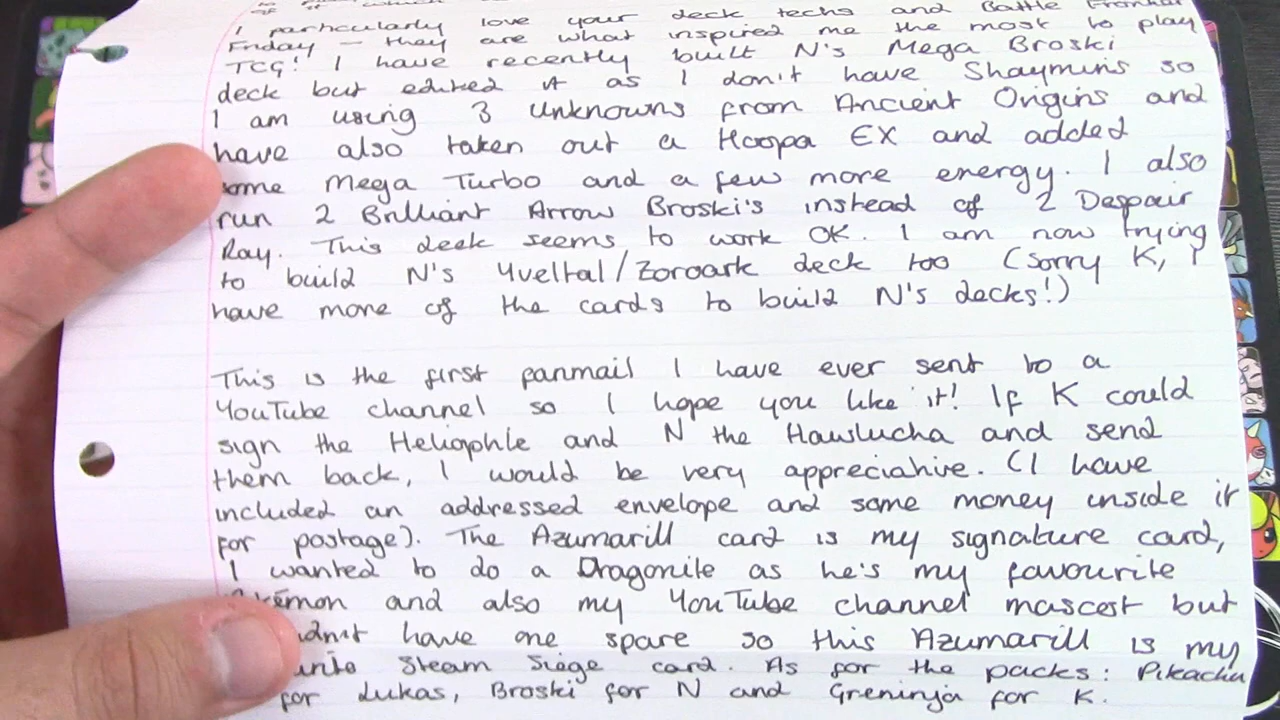 I particularly love your deck techs and Battle Frontier
Friday – they are what inspired me the most to play
TCG! I have recently built N's Mega Broski
deck but edited it as I don't have Shaymins so
I am using 3 Unknowns from Ancient Origins and
have also taken out a Hoopa EX and added
some Mega Turbo and a few more energy. I also
run 2 Brilliant Arrow Broski's instead of 2 Despair
Ray. This deck seems to work OK. I am now trying
to build N's Yveltal/Zoroark deck too (sorry K, I
have more of the cards to build N's decks!)
This is the first panmail I have ever sent to a
YouTube channel so I hope you like it! If K could
sign the Heliophile and N the Hawslucha and send
them back, I would be very appreciative. (I have
included an addressed envelope and some money inside it
for postage). The Azumarill card is my signature card,
I wanted to do a Dragonite as he's my favourite
Pokémon and also my YouTube channel mascest but
didn't have one spare so this Azumarill is my
Steam Siege card. As for the packs: Pikachu
for Lukas, Broski for N and Greninja for K.